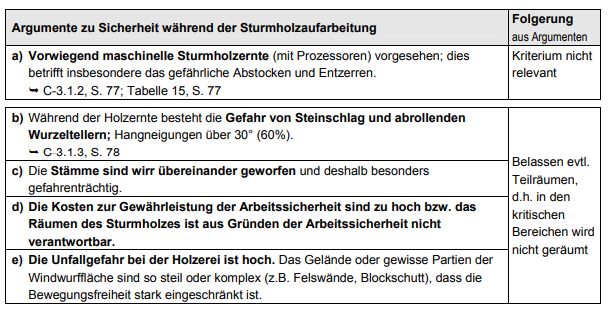 Argumente zu Sicherheit während der Sturmholzaufarbeitung
Folgerung
aus Argumenten
a) Vorwiegend maschinelle Sturmholzernte (mit Prozessoren) vorgesehen; dies
betrifft insbesondere das gefährliche Abstocken und Entzerren.
➥ C-3.1.2, S. 77; Tabelle 15, S. 77
Kriterium nicht
relevant
b) Während der Holzernte besteht die Gefahr von Steinschlag und abrollenden
Wurzeltellern; Hangneigungen über 30° (60%).
➥ C-3.1.3, S. 78
c) Die Stämme sind wirr übereinander geworfen und deshalb besonders
gefahrenträchtig.
d) Die Kosten zur Gewährleistung der Arbeitssicherheit sind zu hoch bzw. das
Räumen des Sturmholzes ist aus Gründen der Arbeitssicherheit nicht
verantwortbar.
e) Die Unfallgefahr bei der Holzerei ist hoch. Das Gelände oder gewisse Partien der
Windwurffläche sind so steil oder komplex (z.B. Felswände, Blockschutt), dass die
Bewegungsfreiheit stark eingeschränkt ist.
Belassen evtl.
Teilräumen,
d.h. in den
kritischen
Bereichen wird
nicht geräumt